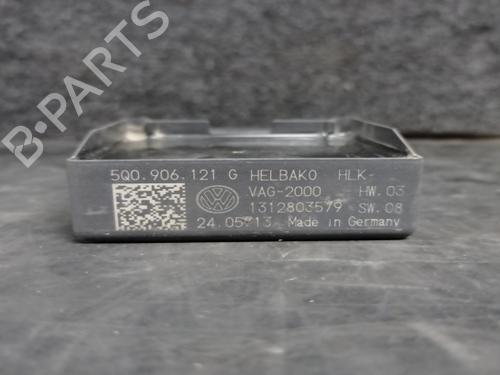 B-PARTS
5Q0.906.121 G HELBAKO HLK-
VAG-2000 HW.03
1312803579 SW.08
24.05.13 Made in Germany